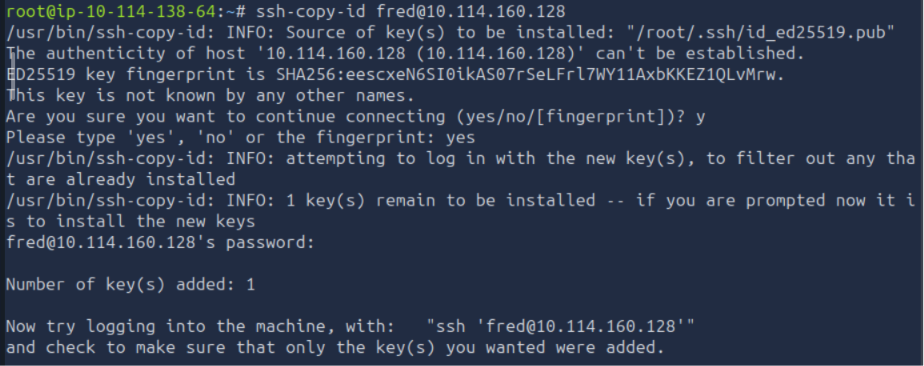 root@ip-10-114-138-64:~# ssh-copy-id fred@10.114.160.128
/usr/bin/ssh-copy-id: INFO: Source of key(s) to be installed: "/root/.ssh/id_ed25519.pub"
The authenticity of host '10.114.160.128 (10.114.160.128)' can't be established.
ED25519 key fingerprint is SHA256:eescxeN6SI0ikAS07rSeLFrl7WY11AxbKKEZ1QLvMrw.
This key is not known by any other names.
Are you sure you want to continue connecting (yes/no/[fingerprint])? y
Please type 'yes', 'no' or the fingerprint: yes
/usr/bin/ssh-copy-id: INFO: attempting to log in with the new key(s), to filter out any tha
t are already installed
/usr/bin/ssh-copy-id: INFO: 1 key(s) remain to be installed -- if you are prompted now it i
s to install the new keys
fred@10.114.160.128's password:
Number of key(s) added: 1
Now try logging into the machine, with:   "ssh 'fred@10.114.160.128'"
and check to make sure that only the key(s) you wanted were added.